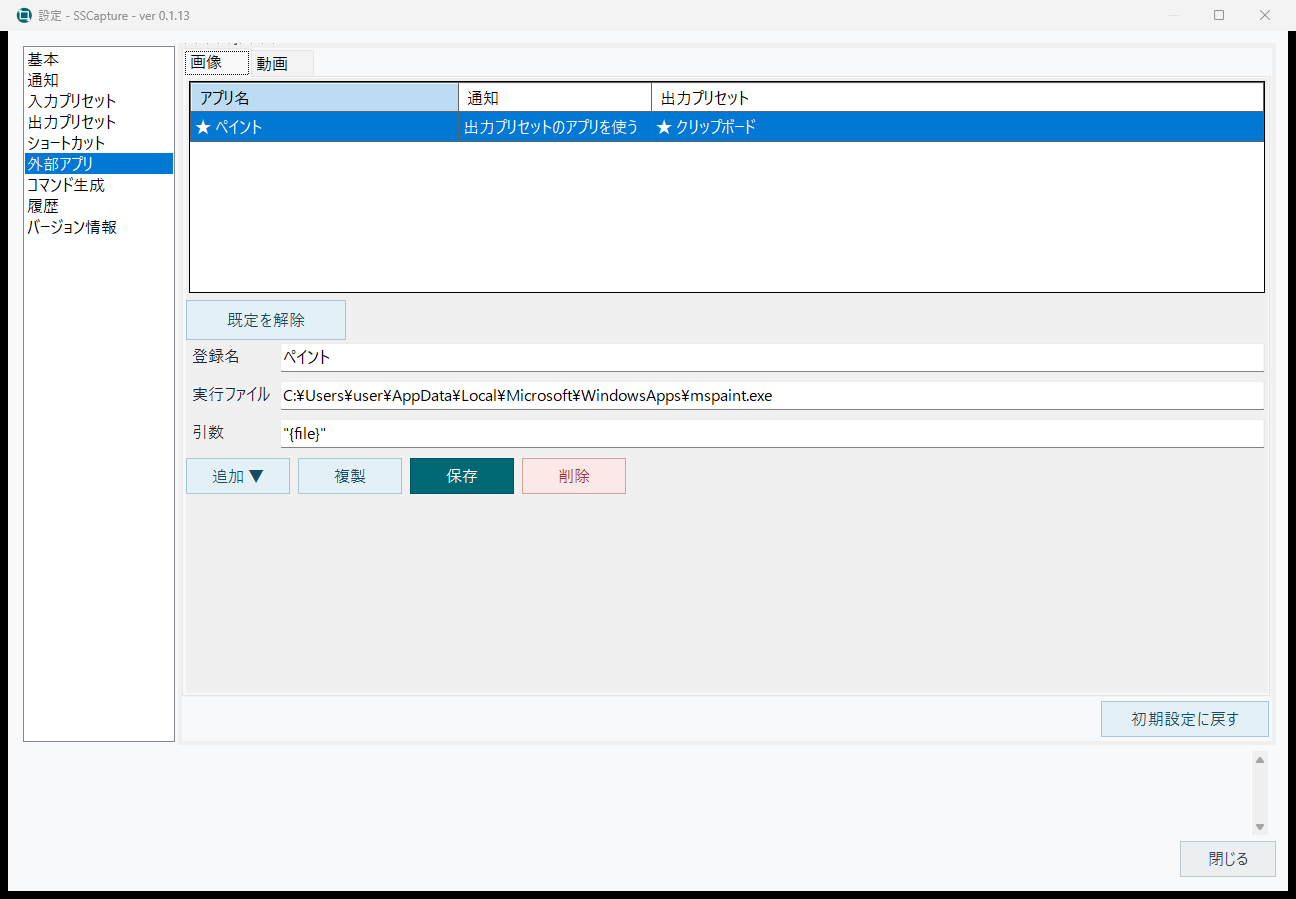 設定 - SSCapture - ver 0.1.13
基本
通知
入力プリセット
出力プリセット
ショートカット
外部アプリ
コマンド生成
履歴
バージョン情報
画像 動画
アプリ名 通知 出力プリセット
★ ペイント 出力プリセットのアプリを使う ★ クリップボード
既定を解除
登録名 ペイント
実行ファイル C:¥Users¥user¥AppData¥Local¥Microsoft¥WindowsApps¥mspaint.exe
引数 "{file}"
追加 ▼ 複製 保存 削除
初期設定に戻す
閉じる